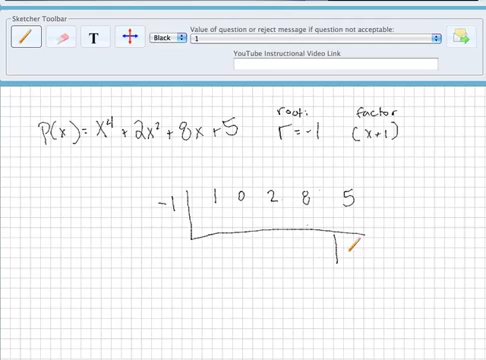 Sketcher Toolbar
Value of question or reject message if question not acceptable:
T Black 1
YouTube Instructional Video Link
root: factor
P(x) = x⁴ + 2x² + 8x + 5 r = -1 (x+1)
-1 | 1 0 2 8 5